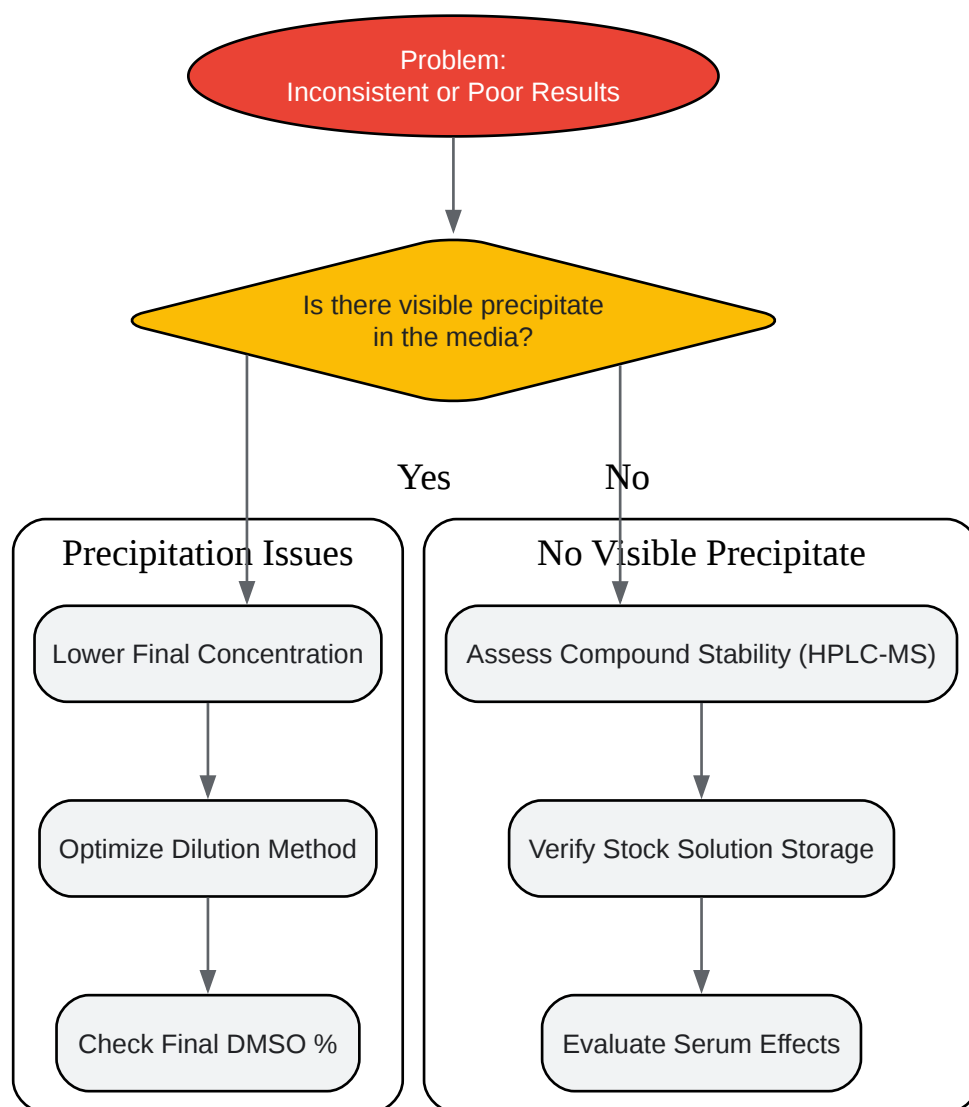 Problem:
Inconsistent or Poor Results
Is there visible precipitate
in the media?
Yes
No
Precipitation Issues
No Visible Precipitate
Lower Final Concentration
Assess Compound Stability (HPLC-MS)
Optimize Dilution Method
Verify Stock Solution Storage
Check Final DMSO %
Evaluate Serum Effects